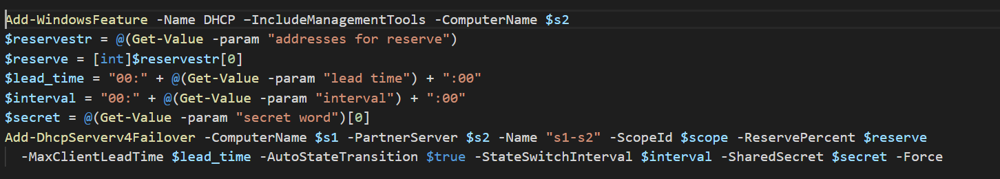 Add-WindowsFeature -Name DHCP –IncludeManagementTools -ComputerName $s2
$reservestr = @(Get-Value -param "addresses for reserve")
$reserve = [int]$reservestr[0]
$lead_time = "00:" + @(Get-Value -param "lead time") + ":00"
$interval = "00:" + @(Get-Value -param "interval") + ":00"
$secret = @(Get-Value -param "secret word")[0]
Add-DhcpServerv4Failover -ComputerName $s1 -PartnerServer $s2 -Name "s1-s2" -ScopeId $scope -ReservePercent $reserve
-MaxClientLeadTime $lead_time -AutoStateTransition $true -StateSwitchInterval $interval -SharedSecret $secret -Force